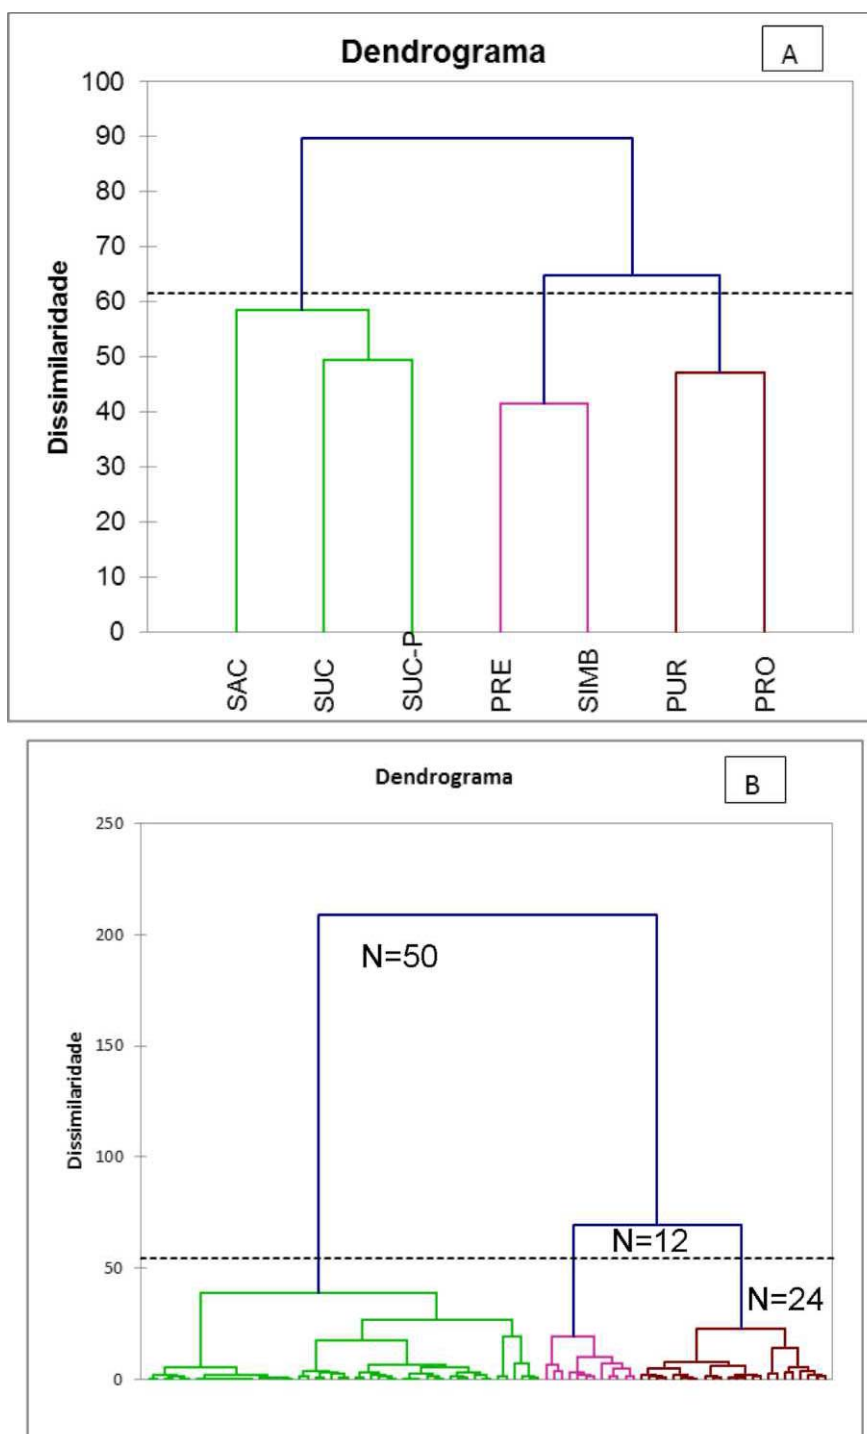 Dendrograma
A
100
90
80
70
60
50
40
30
20
10
0
Dissimilaridade
SAC
SUC
SUC-P
PRE
SIMB
PUR
PRO
Dendrograma
B
250
200
150
100
50
0
Dissimilaridade
N=50
N=12
N=24